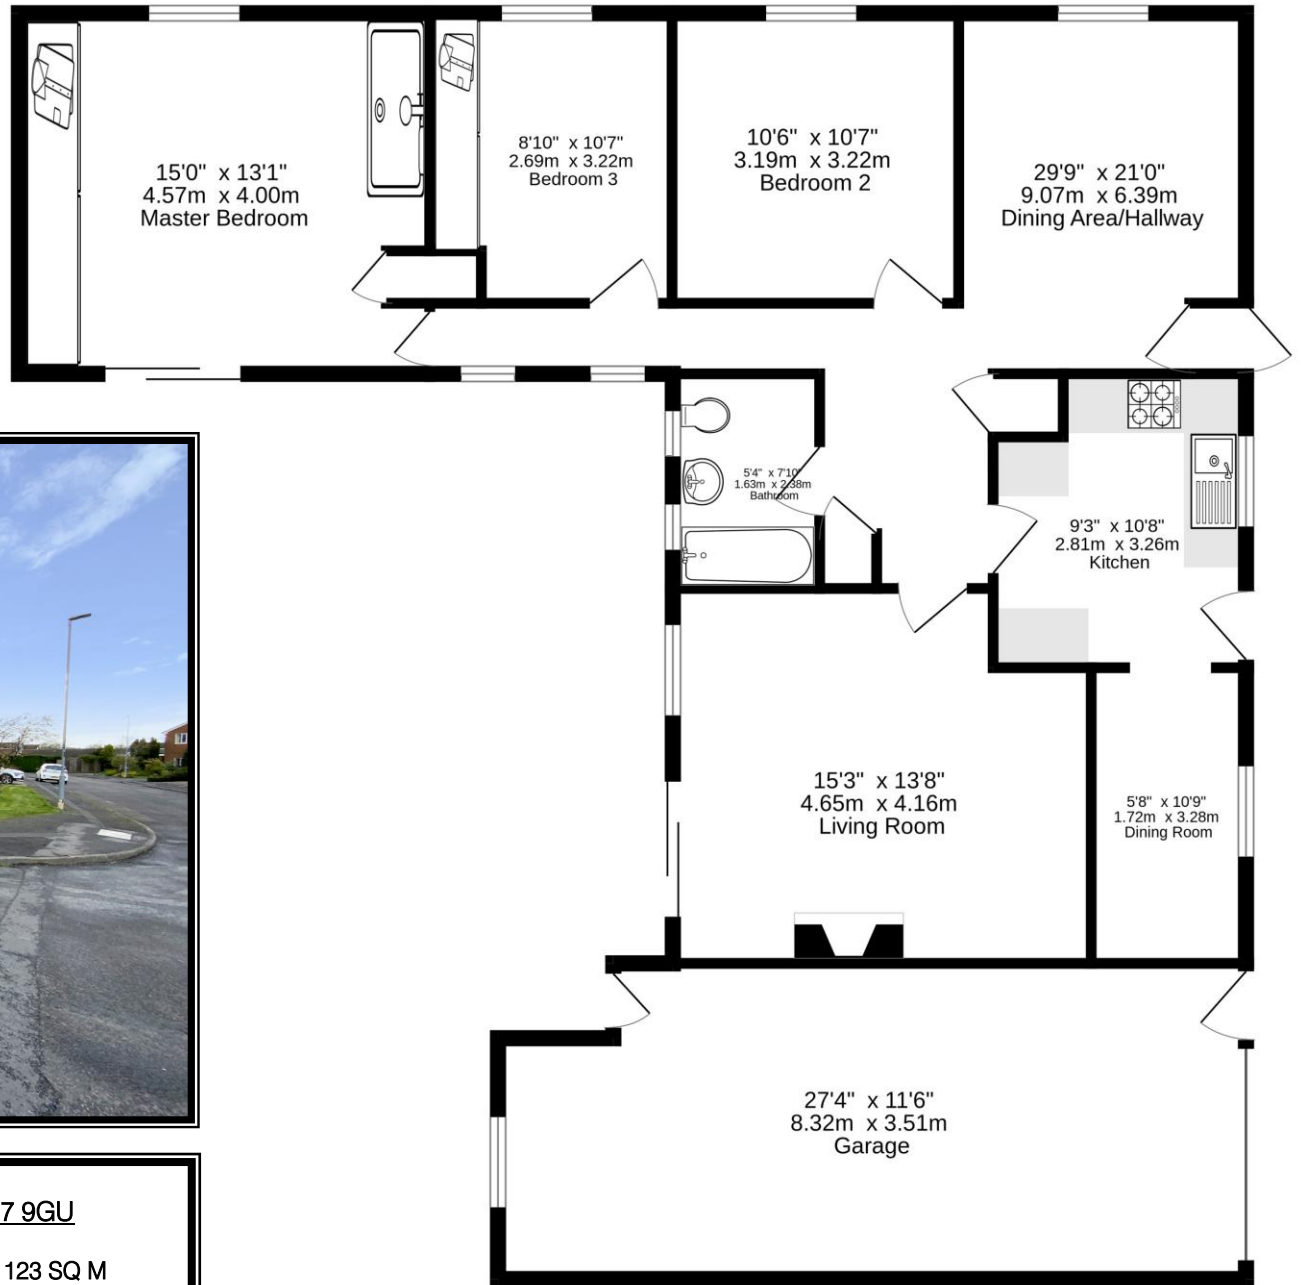 15'0" x 13'1"
4.57m x 4.00m
Master Bedroom
8'10" x 10'7"
2.69m x 3.22m
Bedroom 3
10'6" x 10'7"
3.19m x 3.22m
Bedroom 2
29'9" x 21'0"
9.07m x 6.39m
Dining Area/Hallway
5'4" x 7'10"
1.63m x 2.38m
Bathroom
9'3" x 10'8"
2.81m x 3.26m
Kitchen
15'3" x 13'8"
4.65m x 4.16m
Living Room
5'8" x 10'9"
1.72m x 3.28m
Dining Room
27'4" x 11'6"
8.32m x 3.51m
Garage
7 9GU
123 SQ M